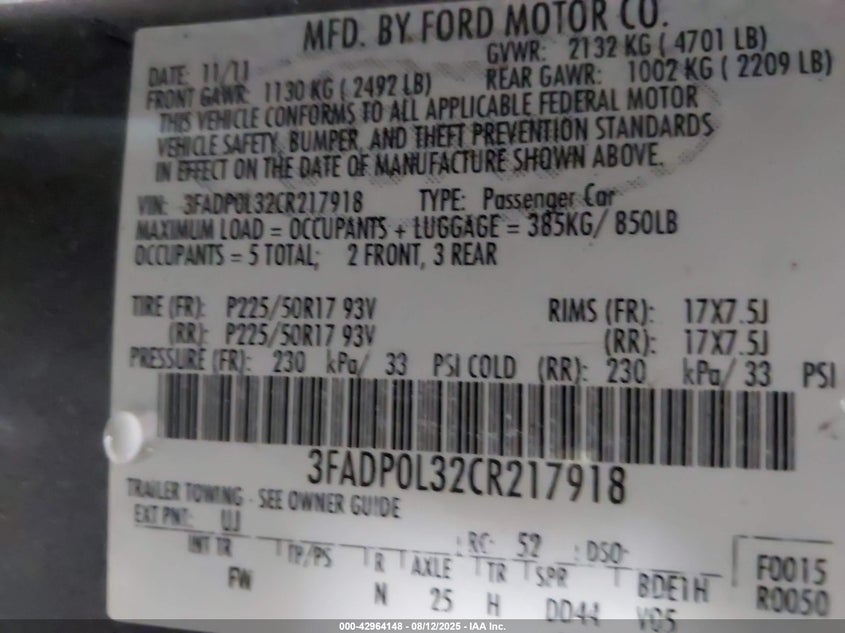 MFD. BY FORD MOTOR CO.
DATE: 11/11 GVWR: 2132 KG ( 4701 LB)
FRONT GAWR: 1130 KG ( 2492 LB) REAR GAWR: 1002 KG ( 2209 LB)
THIS VEHICLE CONFORMS TO ALL APPLICABLE FEDERAL MOTOR
VEHICLE SAFETY, BUMPER, AND THEFT PREVENTION STANDARDS
IN EFFECT ON THE DATE OF MANUFACTURE SHOWN ABOVE.
VIN: 3FADP0L32CR217918 TYPE: Passenger Car
MAXIMUM LOAD = OCCUPANTS + LUGGAGE = 385KG/ 850LB
OCCUPANTS = 5 TOTAL; 2 FRONT, 3 REAR
TIRE (FR): P225/50R17 93V RIMS (FR): 17X7.5J
(RR): P225/50R17 93V (RR): 17X7.5J
PRESSURE (FR): 230 kPa/ 33 PSI COLD (RR): 230 kPa/ 33 PSI
3FADP0L32CR217918
TRAILER TOWING - SEE OWNER GUIDE
EXT PNT: UJ RC: 52 DSO:
INT TR TP/PS R AXLE TR SPR BDE1H F0015
FW N 25 H DD44 VQ5 R0050
000-42964148 - 08/12/2025 - IAA Inc.